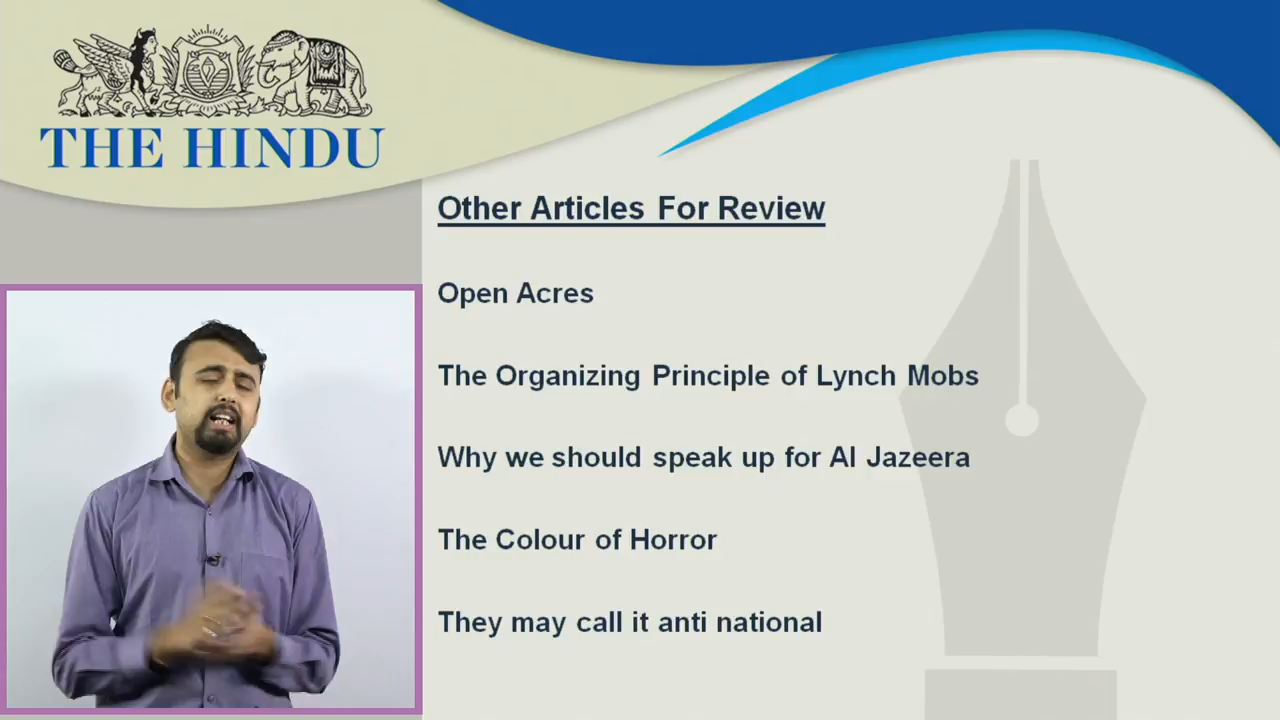 THE HINDU
Other Articles For Review
Open Acres
The Organizing Principle of Lynch Mobs
Why we should speak up for Al Jazeera
The Colour of Horror
They may call it anti national